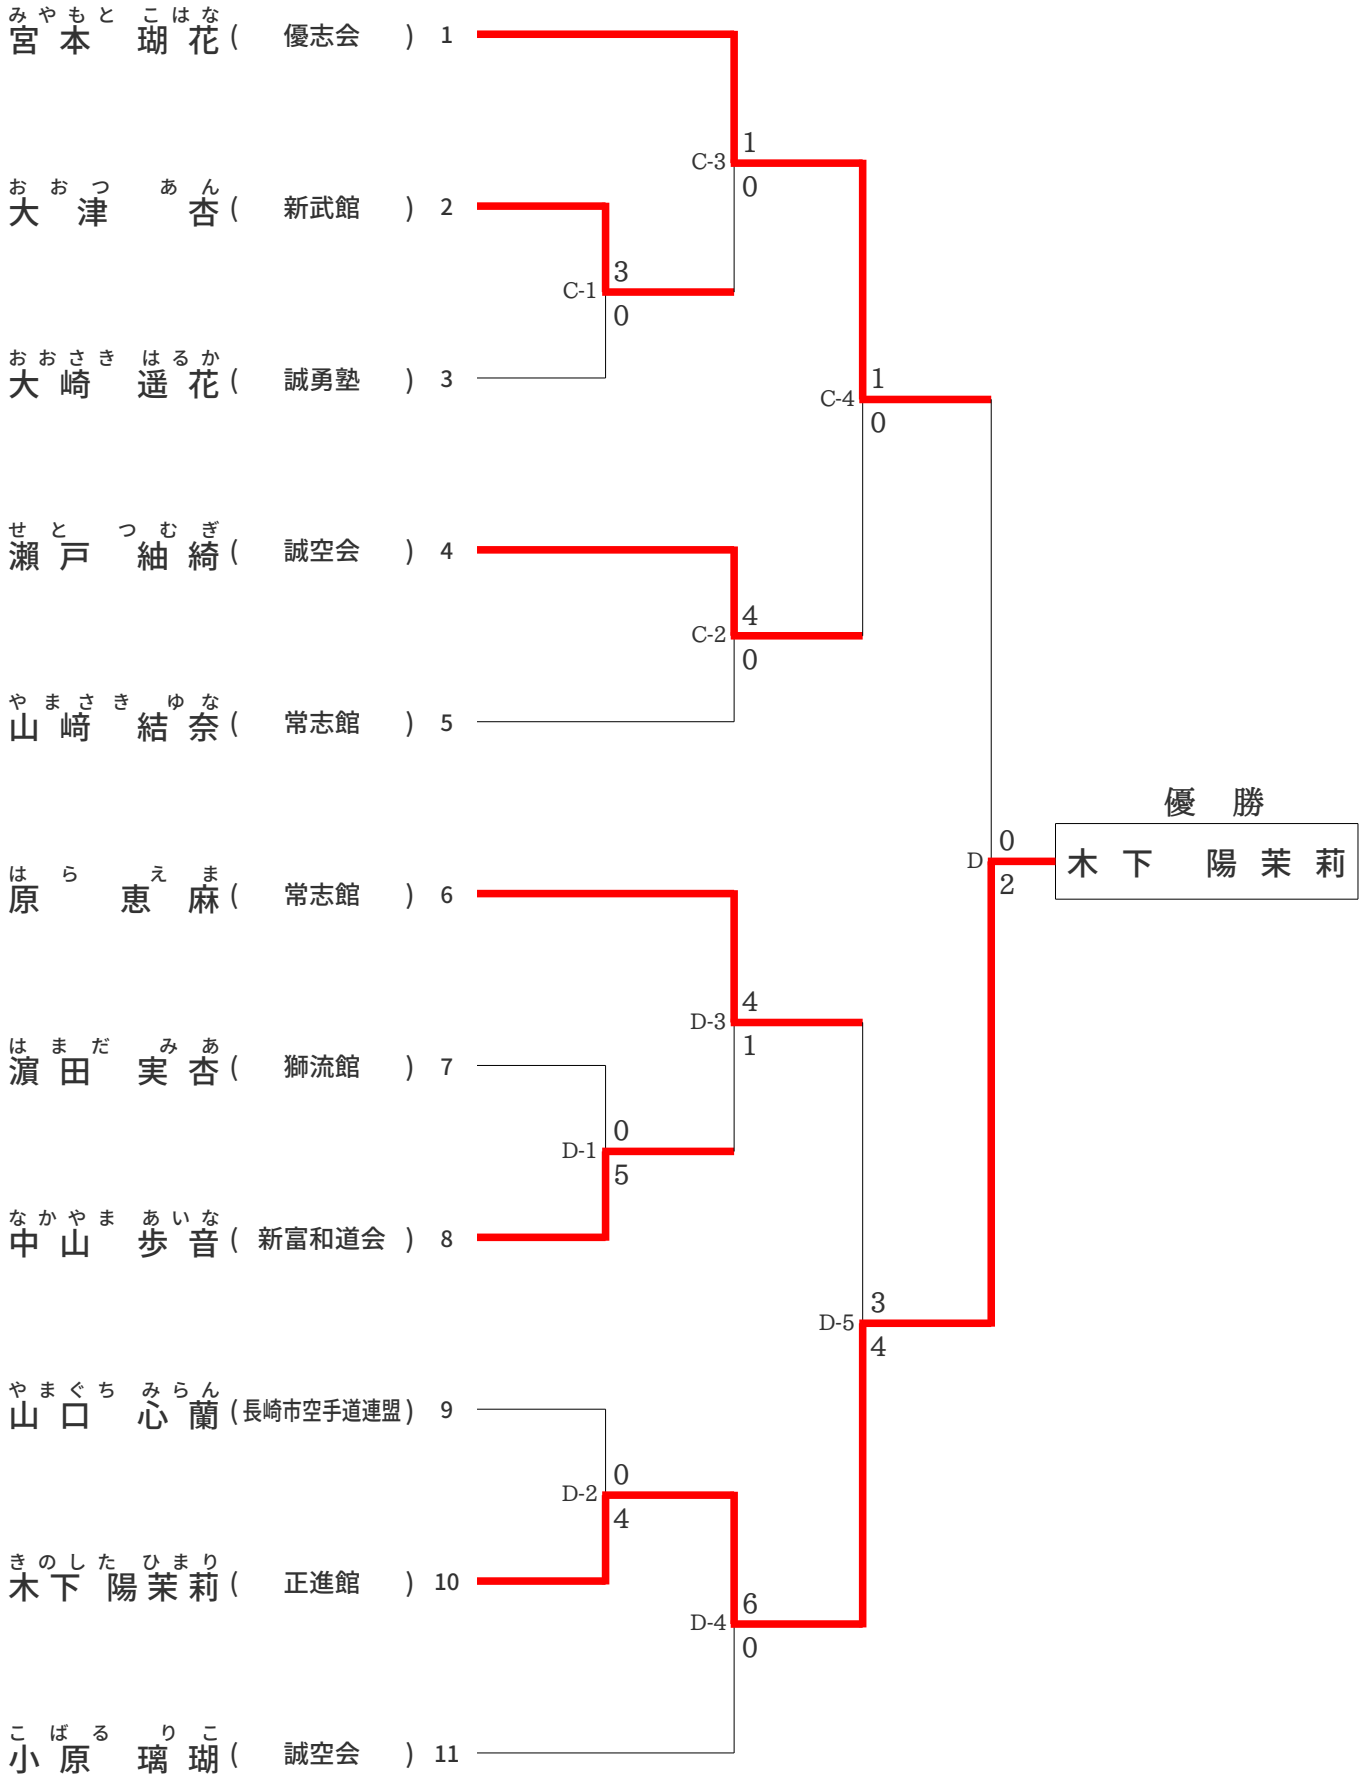 みやもと こはな
宮本 瑚花 ( 優志会 ) 1
1
C-3
0
おおつ あん
大津 杏 ( 新武館 ) 2
3
C-1
0
おおさき はるか
大崎 遥花 ( 誠勇塾 ) 3
1
C-4
0
せと つむぎ
瀬戸 紬綺 ( 誠空会 ) 4
4
C-2
0
やまさき ゆな
山﨑 結奈 ( 常志館 ) 5
優 勝
0
D
木下 陽茉莉
2
はら えま
原 恵麻 ( 常志館 ) 6
4
D-3
1
はまだ みあ
濵田 実杏 ( 獅流館 ) 7
0
D-1
5
なかやま あいな
中山 歩音 ( 新富和道会 ) 8
3
D-5
4
やまぐち みらん
山口 心蘭 ( 長崎市空手道連盟 ) 9
0
D-2
4
きのした ひまり
木下 陽茉莉 ( 正進館 ) 10
6
D-4
0
こばる りこ
小原 璃瑚 ( 誠空会 ) 11